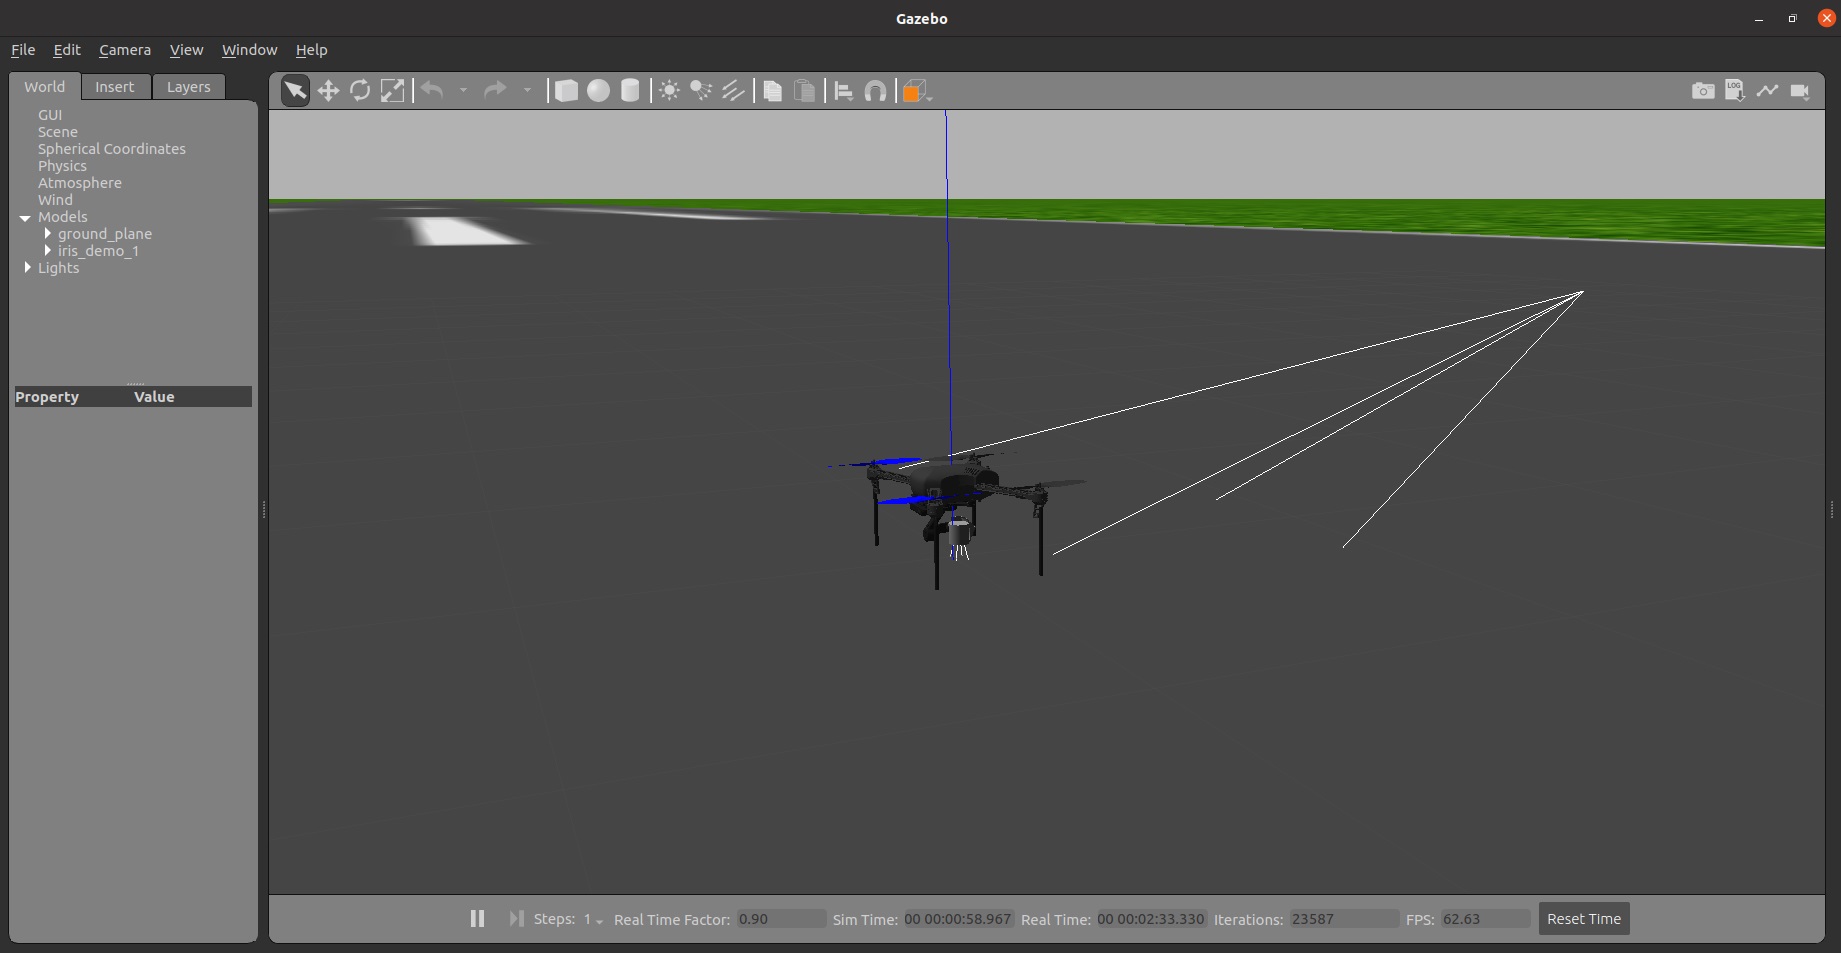 Gazebo
File Edit Camera View Window Help
World Insert Layers
LOG
GUI
Scene
Spherical Coordinates
Physics
Atmosphere
Wind
Models
ground_plane
iris_demo_1
Lights
Property Value
Steps: 1 Real Time Factor: 0.90 Sim Time: 00 00:00:58.967 Real Time: 00 00:02:33.330 Iterations: 23587 FPS: 62.63 Reset Time